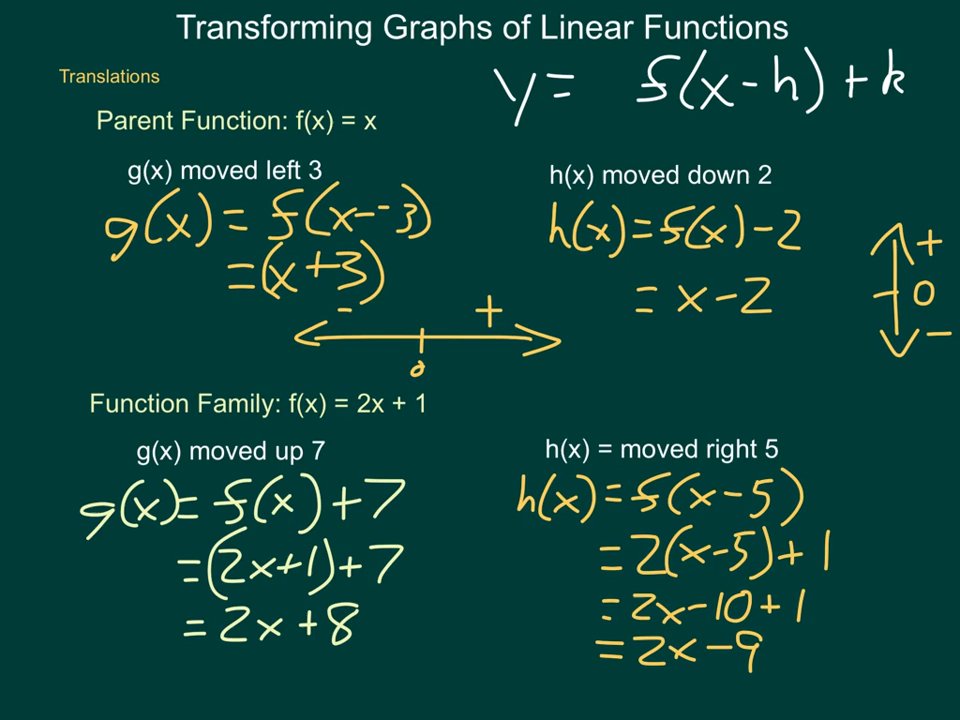 Transforming Graphs of Linear Functions
Translations
y = f(x-h)+k
Parent Function: f(x) = x
g(x) moved left 3
g(x) = f(x--3)
= (x+3)
- +
0
h(x) moved down 2
h(x) = f(x)-2
= x-2
+
0
-
Function Family: f(x) = 2x + 1
g(x) moved up 7
g(x) = f(x)+7
= (2x+1)+7
= 2x+8
h(x) = moved right 5
h(x) = f(x-5)
= 2(x-5)+1
= 2x-10+1
= 2x-9